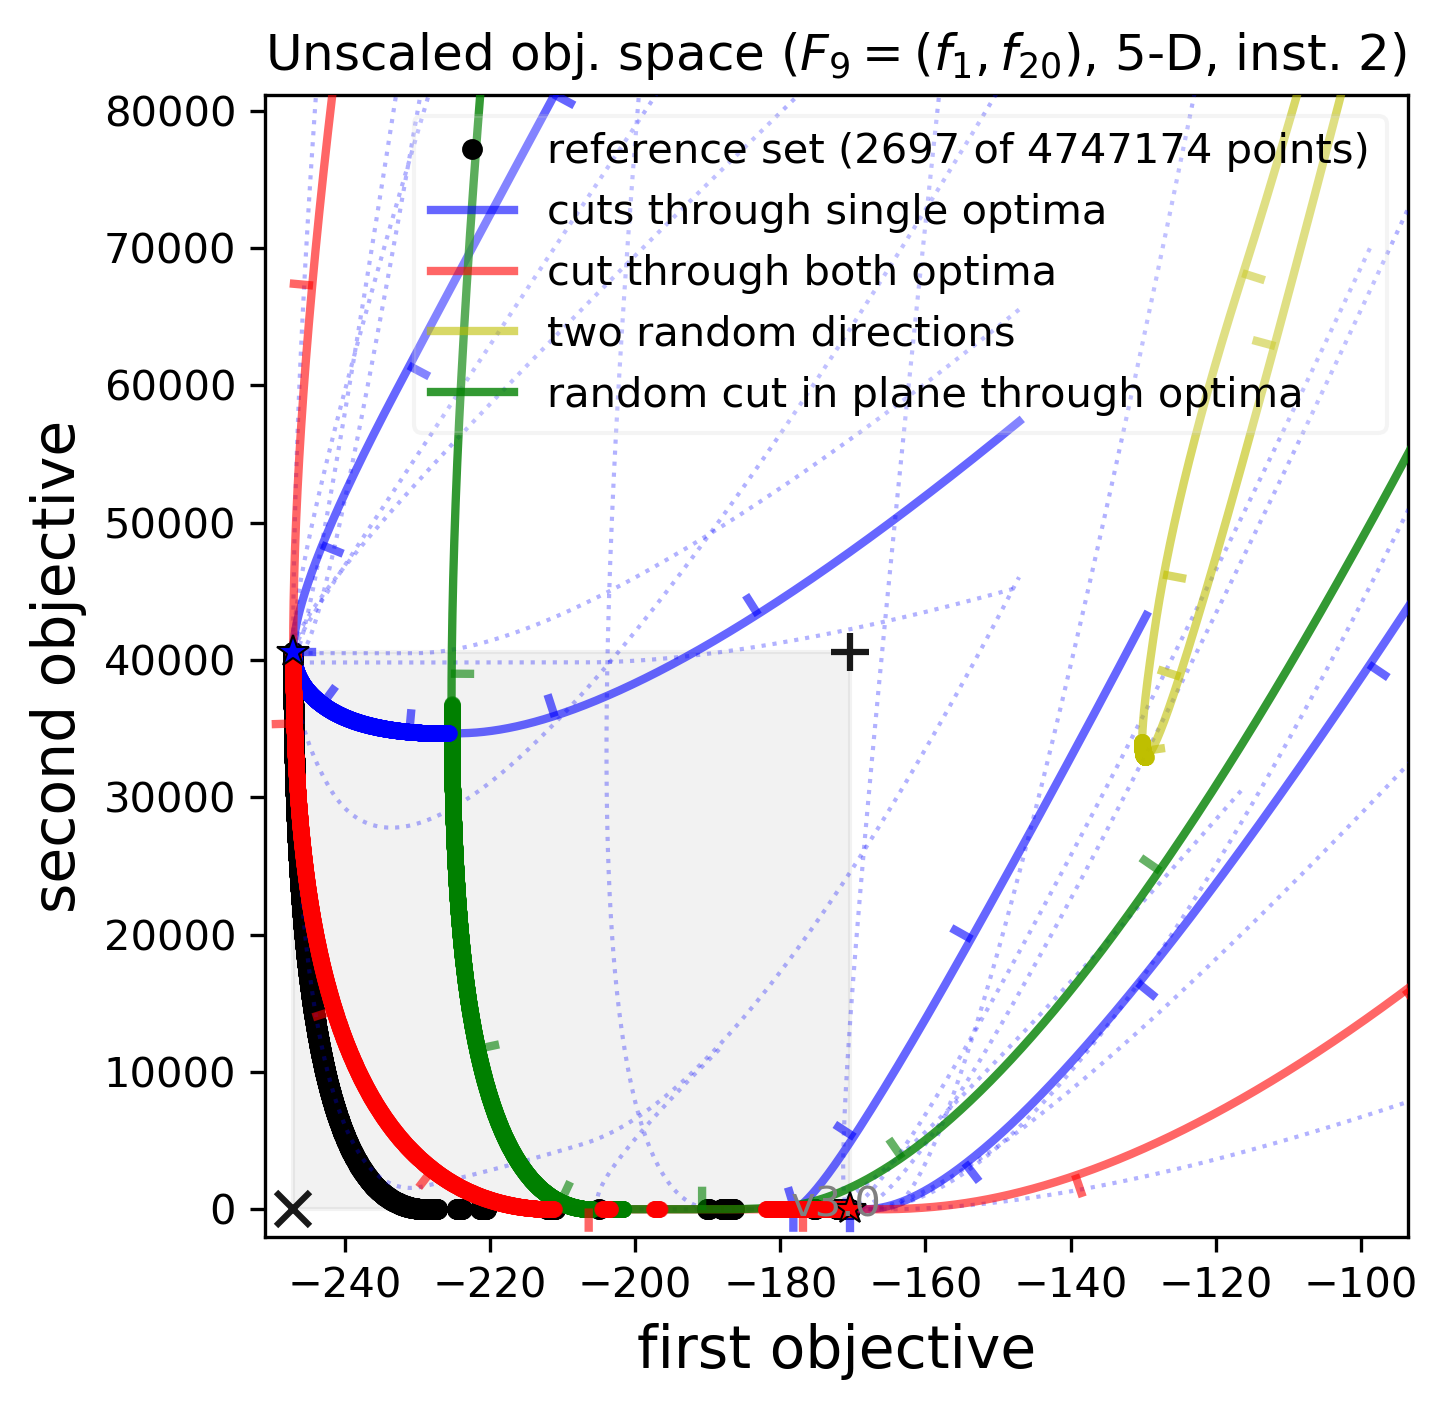 Unscaled obj. space (F₉ = (f₁, f₂₀), 5-D, inst. 2)
reference set (2697 of 4747174 points)
cuts through single optima
cut through both optima
two random directions
random cut in plane through optima
80000
70000
60000
50000
40000
30000
20000
10000
0
second objective
v3.0
−240
−220
−200
−180
−160
−140
−120
−100
first objective